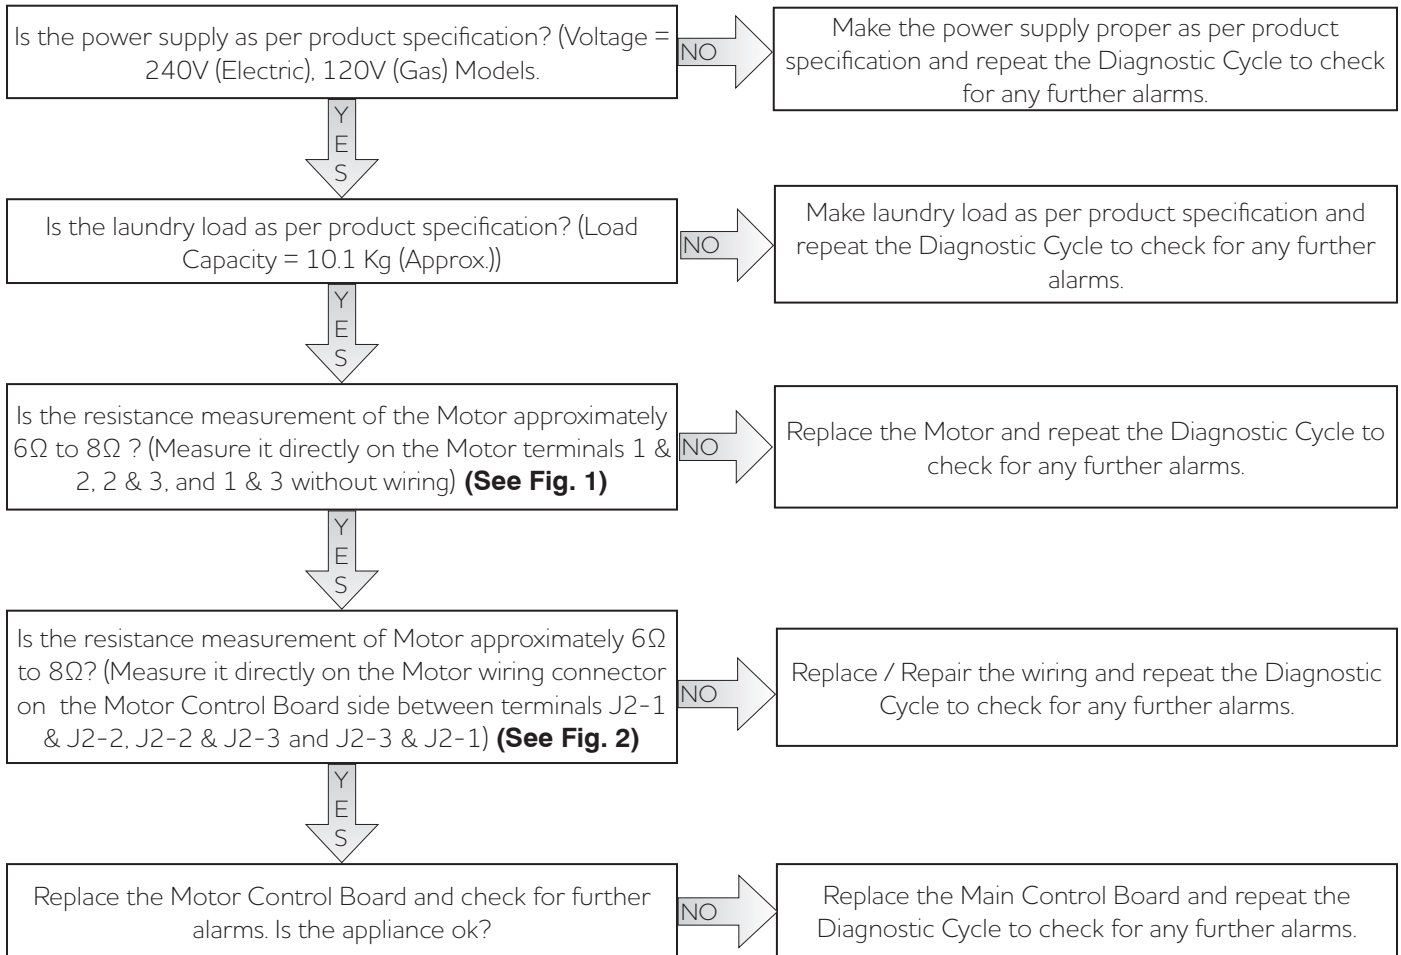 Is the power supply as per product specification? (Voltage =
240V (Electric), 120V (Gas) Models.
NO
Make the power supply proper as per product
specification and repeat the Diagnostic Cycle to check
for any further alarms.
Y
E
S
Is the laundry load as per product specification? (Load
Capacity = 10.1 Kg (Approx.))
NO
Make laundry load as per product specification and
repeat the Diagnostic Cycle to check for any further
alarms.
Y
E
S
Is the resistance measurement of the Motor approximately
6Ω to 8Ω ? (Measure it directly on the Motor terminals 1 &
2, 2 & 3, and 1 & 3 without wiring) (See Fig. 1)
NO
Replace the Motor and repeat the Diagnostic Cycle to
check for any further alarms.
Y
E
S
Is the resistance measurement of Motor approximately 6Ω
to 8Ω? (Measure it directly on the Motor wiring connector
on the Motor Control Board side between terminals J2-1
& J2-2, J2-2 & J2-3 and J2-3 & J2-1) (See Fig. 2)
NO
Replace / Repair the wiring and repeat the Diagnostic
Cycle to check for any further alarms.
Y
E
S
Replace the Motor Control Board and check for further
alarms. Is the appliance ok?
NO
Replace the Main Control Board and repeat the
Diagnostic Cycle to check for any further alarms.